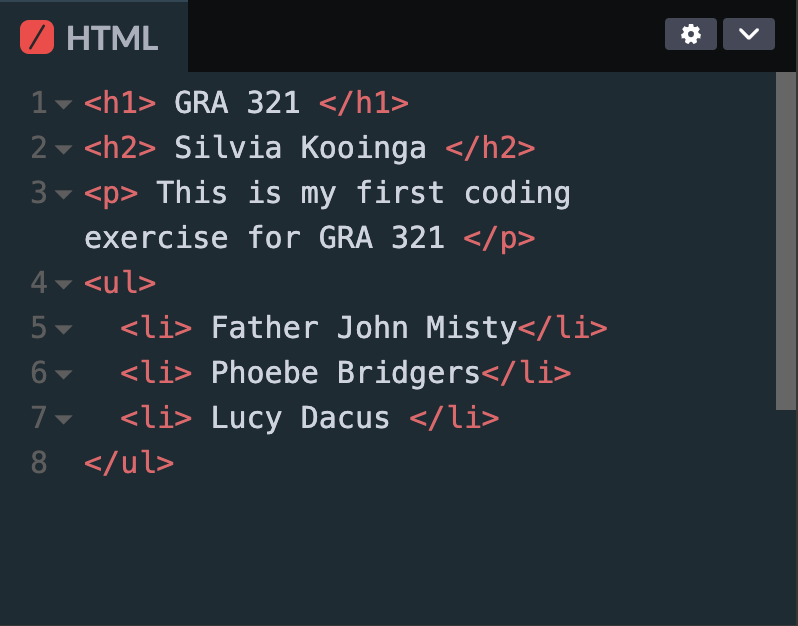 HTML
1 <h1> GRA 321 </h1>
2 <h2> Silvia Kooinga </h2>
3 <p> This is my first coding
exercise for GRA 321 </p>
4 <ul>
5 <li> Father John Misty</li>
6 <li> Phoebe Bridgers</li>
7 <li> Lucy Dacus </li>
8 </ul>